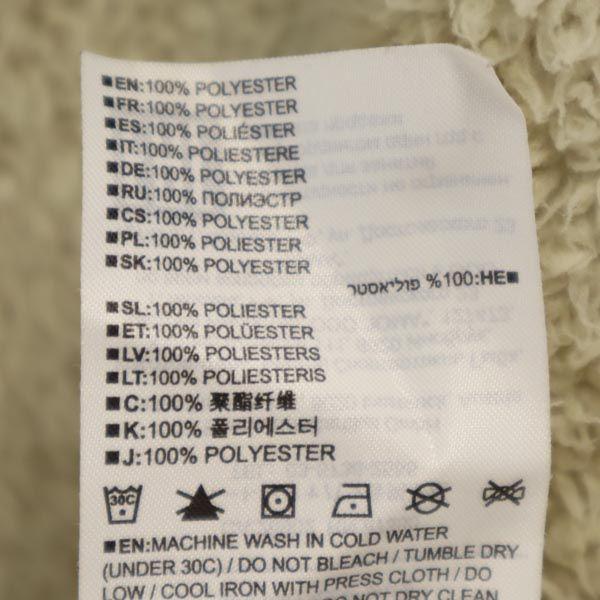 ■EN:100% POLYESTER
■FR:100% POLYESTER
■ES:100% POLIÉSTER
■IT:100% POLIESTERE
■DE:100% POLYESTER
■RU:100% ПОЛИЭСТР
■CS:100% POLYESTER
■PL:100% POLIESTER
■SK:100% POLYESTER
■HE:100% פוליאסטר
■SL:100% POLIESTER
■ET:100% POLÜESTER
■LV:100% POLIESTERS
■LT:100% POLIESTERIS
■C:100% 聚酯纤维
■K:100% 폴리에스터
■J:100% POLYESTER
30C
■EN:MACHINE WASH IN COLD WATER
(UNDER 30C) / DO NOT BLEACH / TUMBLE DRY
LOW / COOL IRON WITH PRESS CLOTH / DO
DO NOT DRY CLEAN